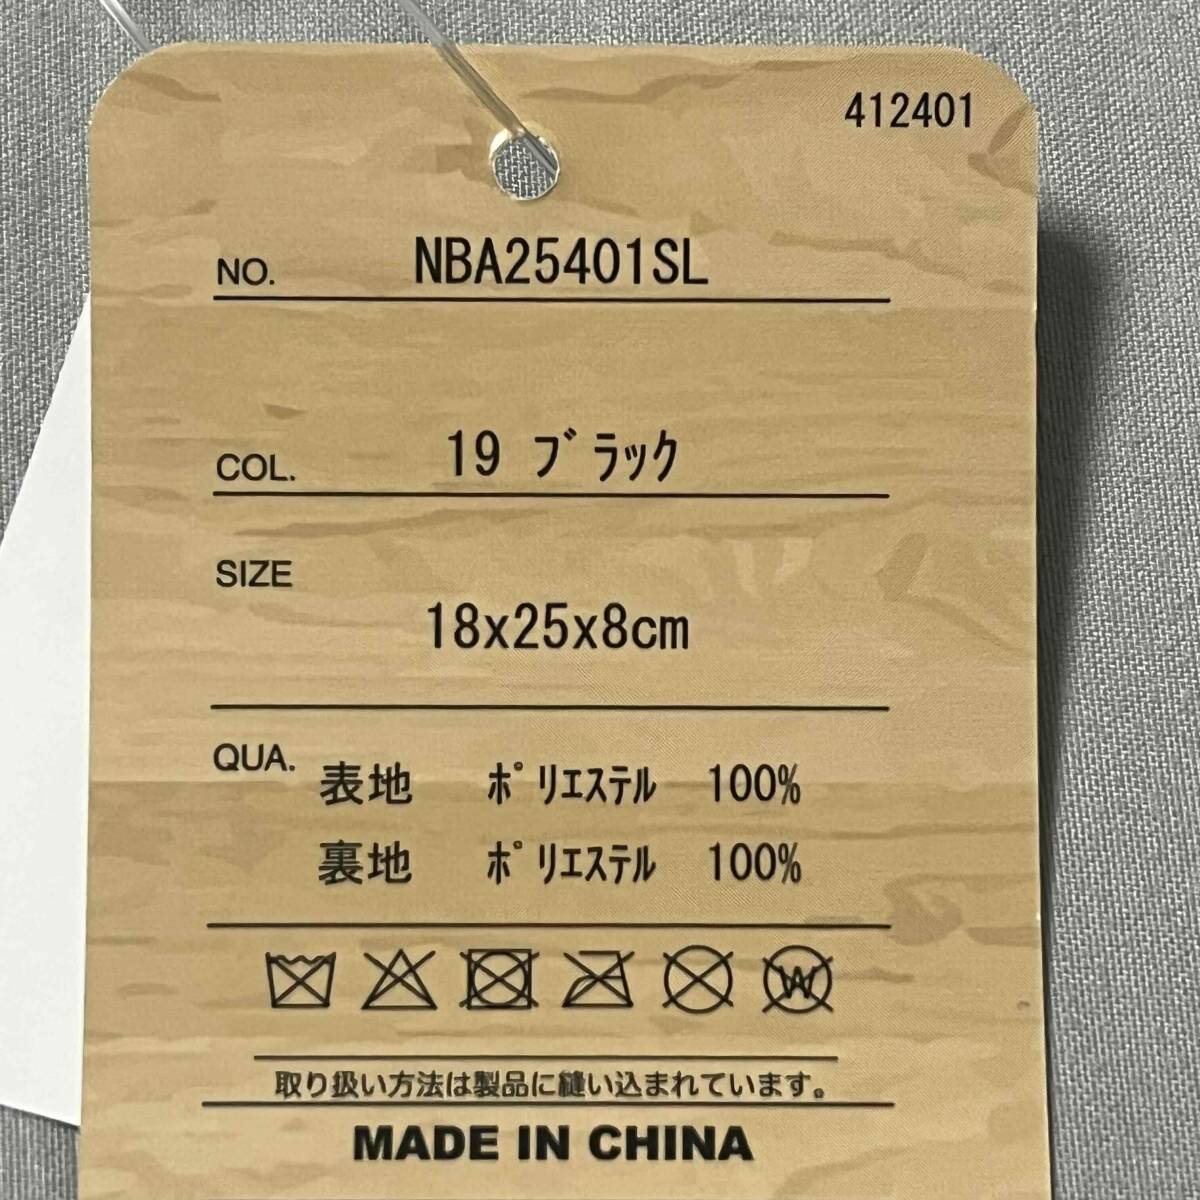 412401
NO. NBA25401SL
COL. 19 ﾌﾞﾗｯｸ
SIZE
18x25x8cm
QUA. 表地 ﾎﾟﾘｴｽﾃﾙ 100%
裏地 ﾎﾟﾘｴｽﾃﾙ 100%
W
取り扱い方法は製品に縫い込まれています。
MADE IN CHINA